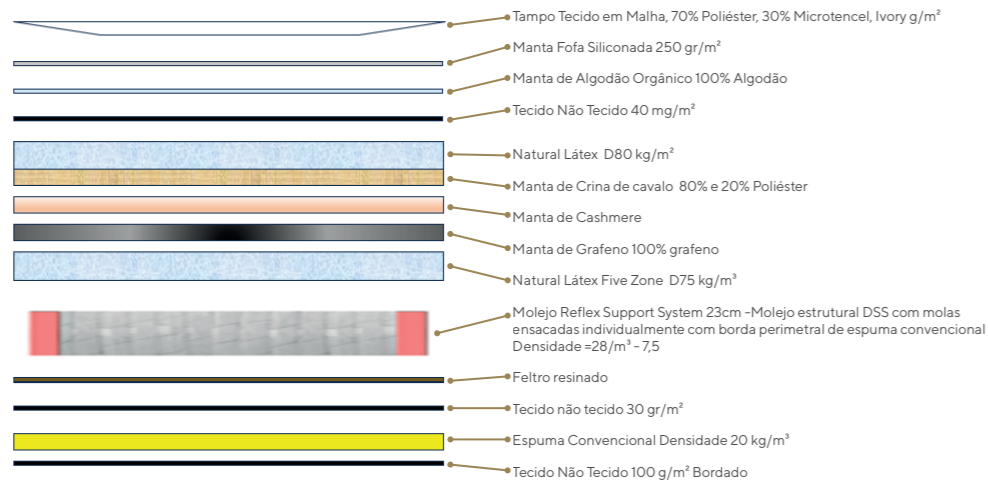 Tampo Tecido em Malha, 70% Poliéster, 30% Microtencel, Ivory g/m²
Manta Fofa Siliconada 250 gr/m²
Manta de Algodão Orgânico 100% Algodão
Tecido Não Tecido 40 mg/m²
Natural Látex  D80 kg/m²
Manta de Crina de cavalo  80% e 20% Poliéster
Manta de Cashmere
Manta de Grafeno 100% grafeno
Natural Látex Five Zone  D75 kg/m³
Molejo Reflex Support System 23cm -Molejo estrutural DSS com molas
ensacadas individualmente com borda perimetral de espuma convencional
Densidade =28/m³ - 7,5
Feltro resinado
Tecido não tecido 30 gr/m²
Espuma Convencional Densidade 20 kg/m³
Tecido Não Tecido 100 g/m² Bordado